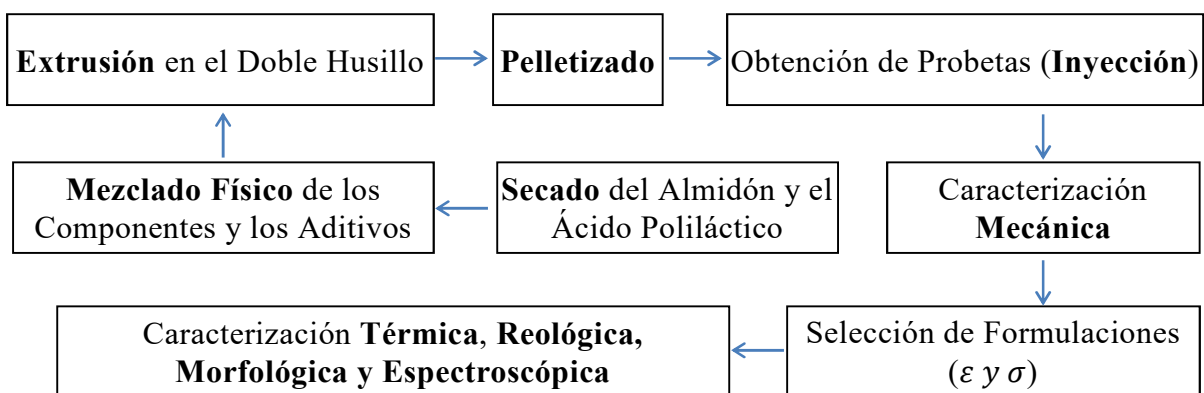 Extrusión en el Doble Husillo
Pelletizado
Obtención de Probetas (Inyección)
Mezclado Físico de los
Componentes y los Aditivos
Secado del Almidón y el
Ácido Poliláctico
Caracterización
Mecánica
Caracterización Térmica, Reológica,
Morfológica y Espectroscópica
Selección de Formulaciones
(ε y σ)